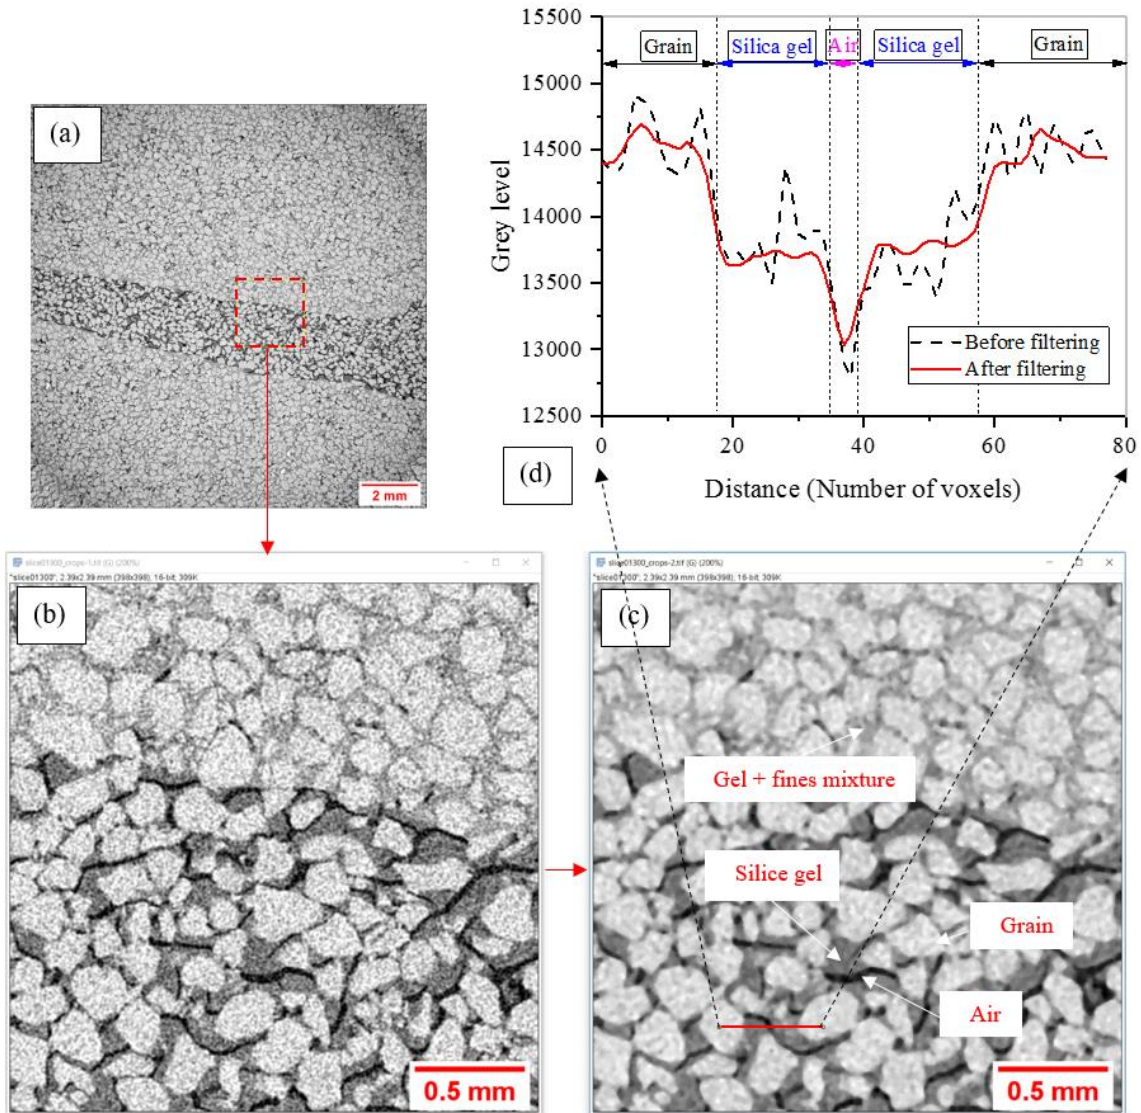 (a)
2 mm
15500
15000
14500
14000
13500
13000
12500
Grey level
Grain
Silica gel
Air
Silica gel
Grain
Before filtering
After filtering
0
20
40
60
80
(d)
Distance (Number of voxels)
slice01300_crops-1.tif (G) (200%)
"slice01300"; 2.39x2.39 mm (398x398); 16-bit; 309K
(b)
0.5 mm
slice01300_crops-2.tif (G) (200%)
"slice01300"; 2.39x2.39 mm (398x398); 16-bit; 309K
(c)
Gel + fines mixture
Silice gel
Grain
Air
0.5 mm